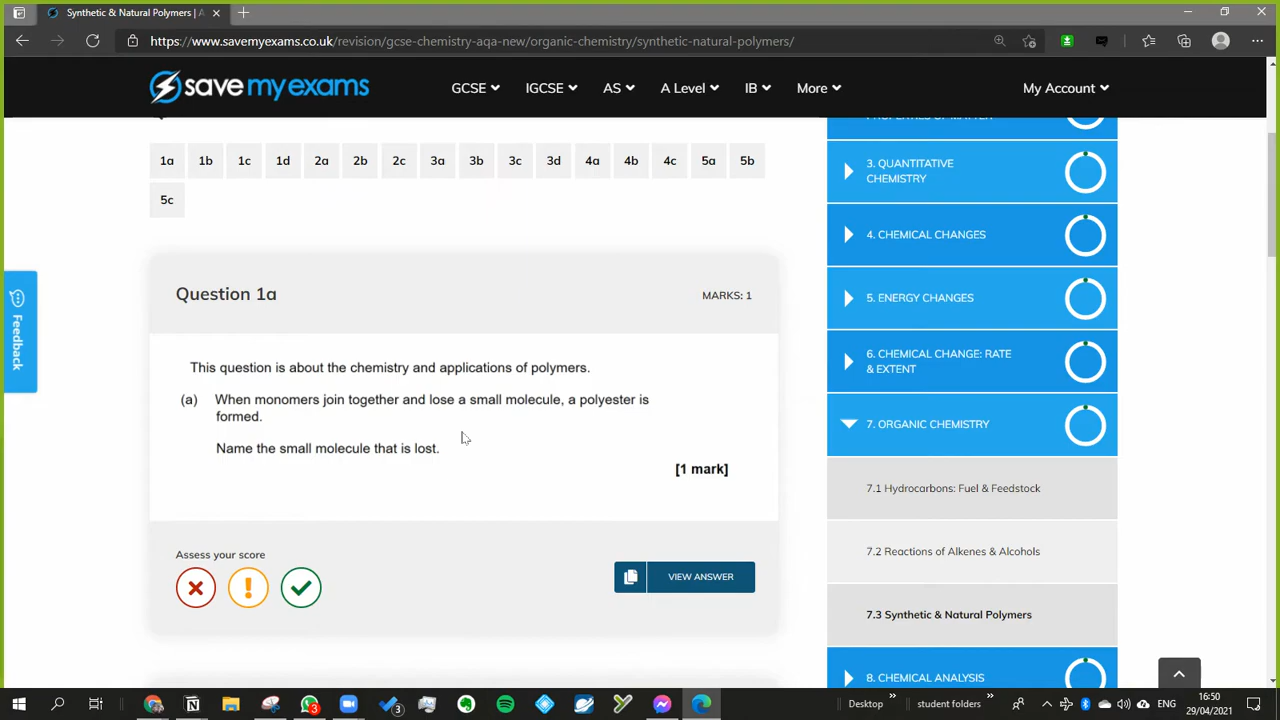 Synthetic & Natural Polymers | A
https://www.savemyexams.co.uk/revision/gcse-chemistry-aqa-new/organic-chemistry/synthetic-natural-polymers/
save my exams
GCSE
IGCSE
AS
A Level
IB
More
My Account
1a 1b 1c 1d 2a 2b 2c 3a 3b 3c 3d 4a 4b 4c 5a 5b
5c
Question 1a
MARKS: 1
This question is about the chemistry and applications of polymers.
(a) When monomers join together and lose a small molecule, a polyester is
formed.
Name the small molecule that is lost.
[1 mark]
Assess your score
VIEW ANSWER
Feedback
PROPERTIES OF MATTER
3. QUANTITATIVE
CHEMISTRY
4. CHEMICAL CHANGES
5. ENERGY CHANGES
6. CHEMICAL CHANGE: RATE
& EXTENT
7. ORGANIC CHEMISTRY
7.1 Hydrocarbons: Fuel & Feedstock
7.2 Reactions of Alkenes & Alcohols
7.3 Synthetic & Natural Polymers
8. CHEMICAL ANALYSIS
3
3
Desktop
student folders
ENG
16:50
29/04/2021